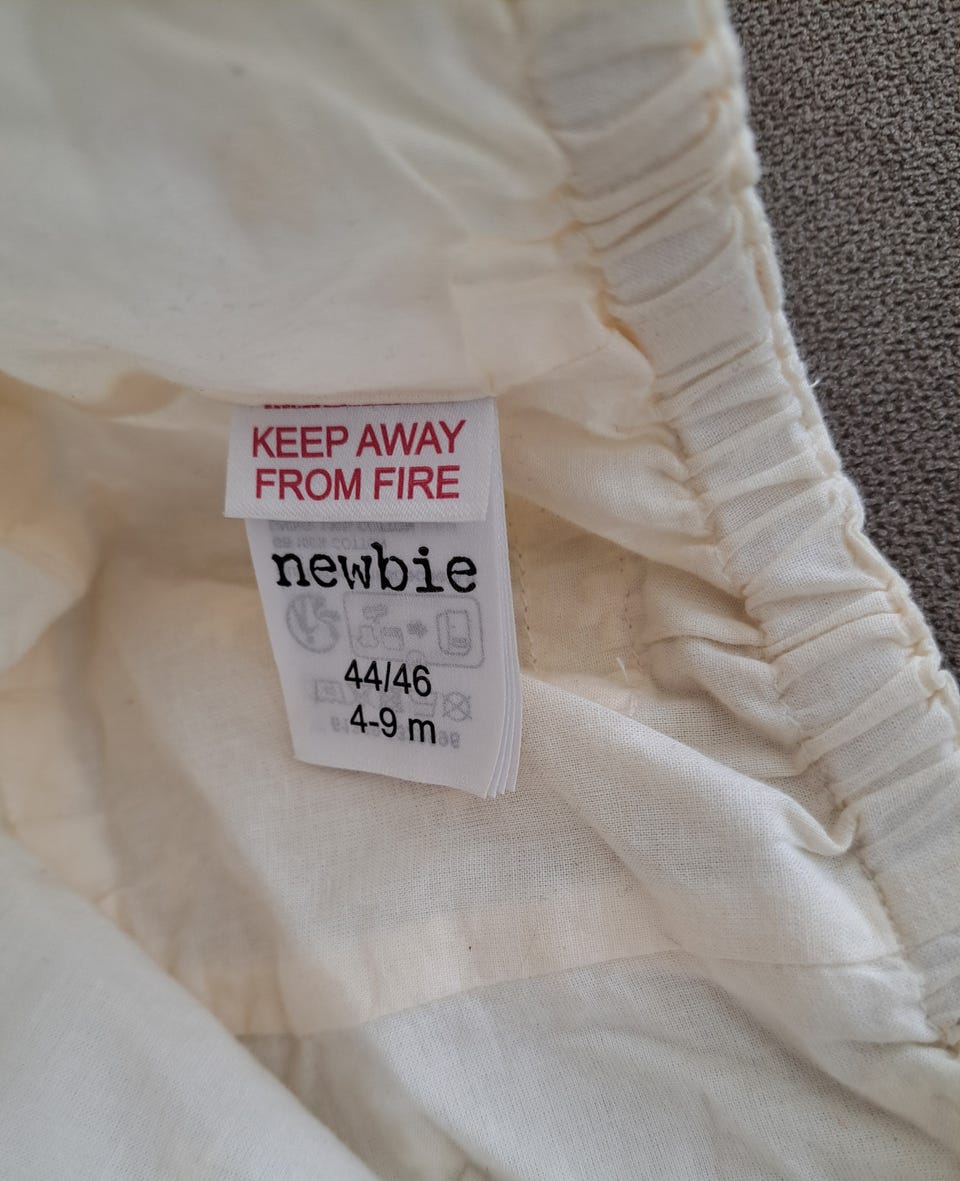 KEEP AWAY
FROM FIRE
newbie
44/46
4-9 m